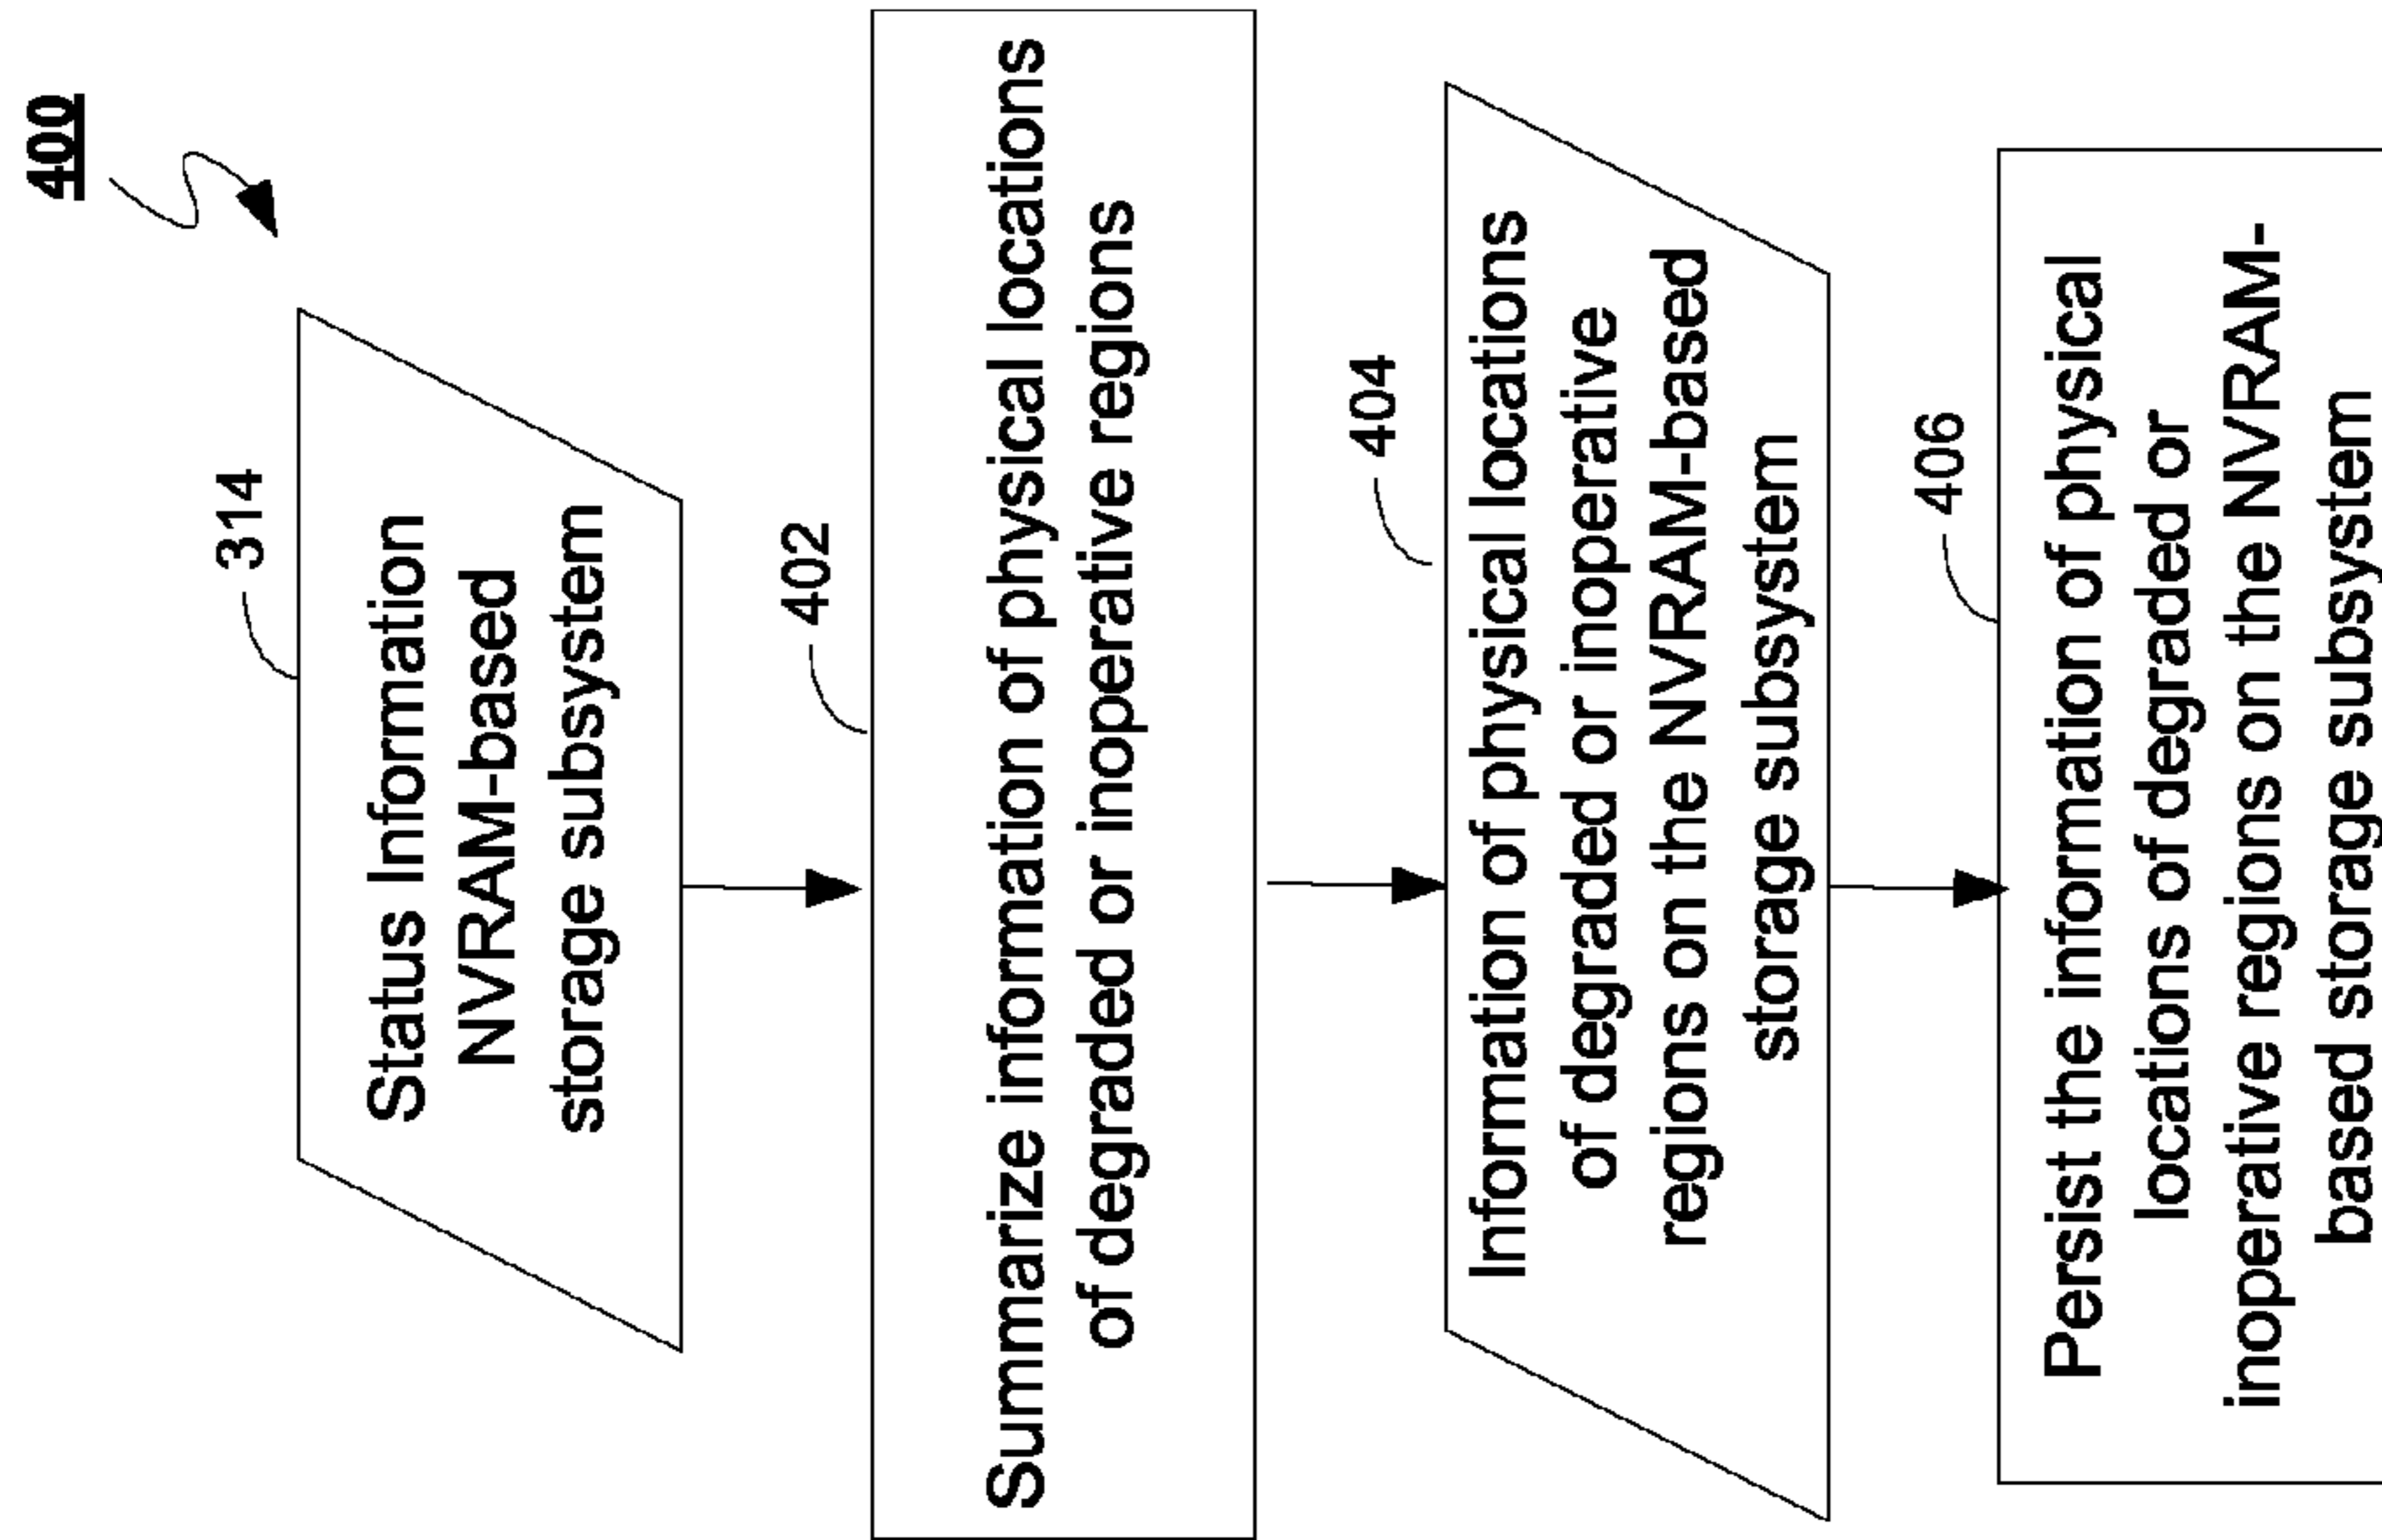 400
314
Status Information
NVRAM-based
storage subsystem
402
Summarize information of physical locations
of degraded or inoperative regions
404
Information of physical locations
of degraded or inoperative
regions on the NVRAM-based
storage subsystem
406
Persist the information of physical
locations of degraded or
inoperative regions on the NVRAM-
based storage subsystem